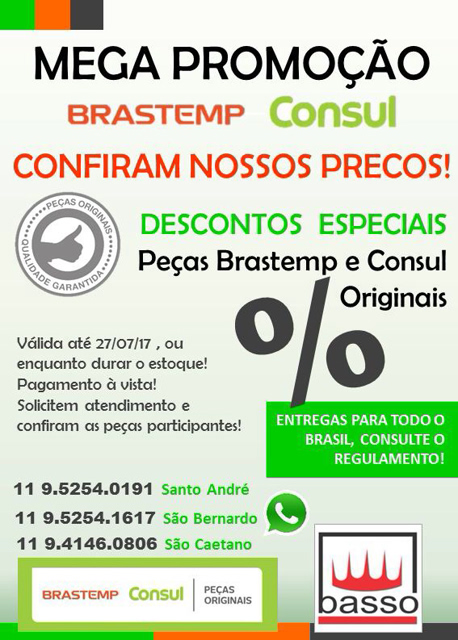 MEGA PROMOÇÃO
BRASTEMP Consul
CONFIRAM NOSSOS PRECOS!
PEÇAS ORIGINAIS
QUALIDADE GARANTIDA
DESCONTOS ESPECIAIS
Peças Brastemp e Consul
Originais
%
Válida até 27/07/17 , ou
enquanto durar o estoque!
Pagamento à vista!
Solicitem atendimento e
confiram as peças participantes!
ENTREGAS PARA TODO O
BRASIL, CONSULTE O
REGULAMENTO!
11 9.5254.0191 Santo André
11 9.5254.1617 São Bernardo
11 9.4146.0806 São Caetano
BRASTEMP Consul PEÇAS
ORIGINAIS
basso